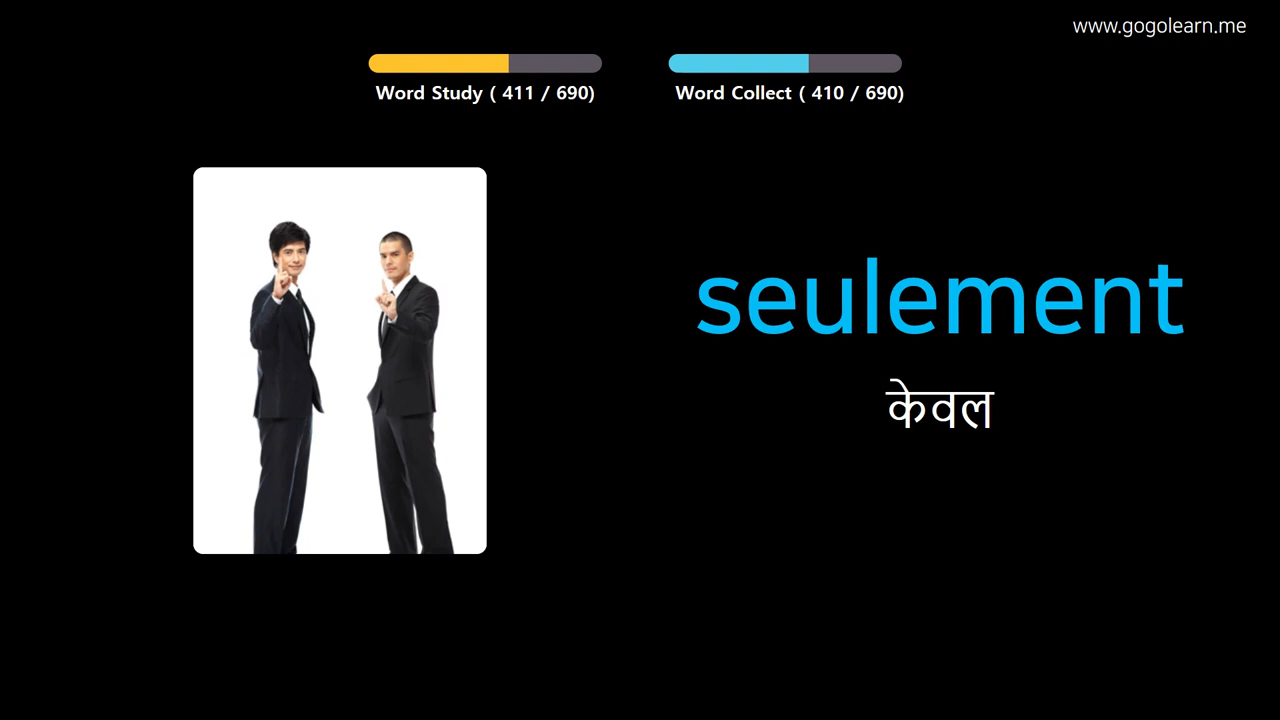 www.gogolearn.me
Word Study ( 411 / 690)
Word Collect ( 410 / 690)
seulement
केवल